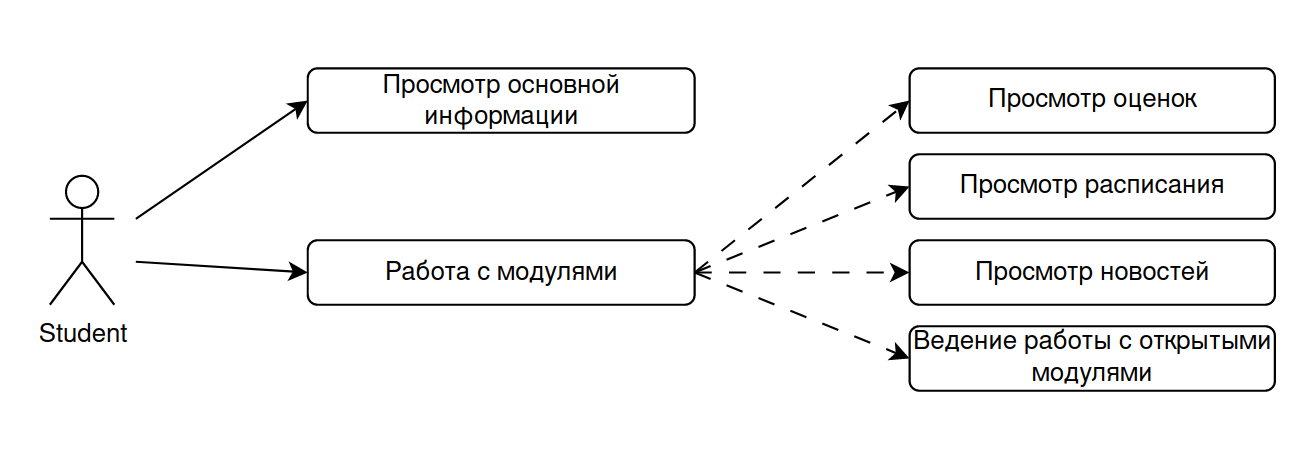 Просмотр основной
информации
Работа с модулями
Student
Просмотр оценок
Просмотр расписания
Просмотр новостей
Ведение работы с открытыми
модулями